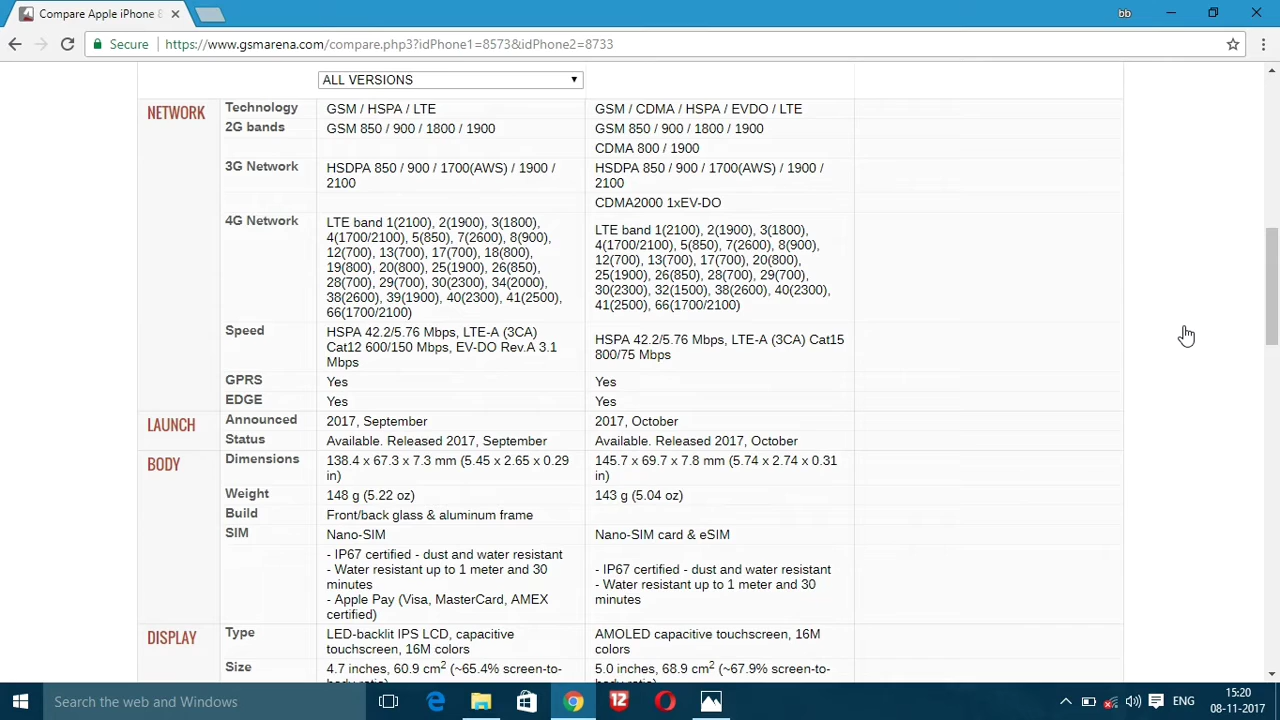 Compare Apple iPhone 8
bb
Secure
https://www.gsmarena.com/compare.php3?idPhone1=8573&idPhone2=8733
ALL VERSIONS
NETWORK
Technology
GSM / HSPA / LTE
GSM / CDMA / HSPA / EVDO / LTE
2G bands
GSM 850 / 900 / 1800 / 1900
GSM 850 / 900 / 1800 / 1900
CDMA 800 / 1900
3G Network
HSDPA 850 / 900 / 1700(AWS) / 1900 /
2100
HSDPA 850 / 900 / 1700(AWS) / 1900 /
2100
CDMA2000 1xEV-DO
4G Network
LTE band 1(2100), 2(1900), 3(1800),
4(1700/2100), 5(850), 7(2600), 8(900),
12(700), 13(700), 17(700), 18(800),
19(800), 20(800), 25(1900), 26(850),
28(700), 29(700), 30(2300), 34(2000),
38(2600), 39(1900), 40(2300), 41(2500),
66(1700/2100)
LTE band 1(2100), 2(1900), 3(1800),
4(1700/2100), 5(850), 7(2600), 8(900),
12(700), 13(700), 17(700), 20(800),
25(1900), 26(850), 28(700), 29(700),
30(2300), 32(1500), 38(2600), 40(2300),
41(2500), 66(1700/2100)
Speed
HSPA 42.2/5.76 Mbps, LTE-A (3CA)
Cat12 600/150 Mbps, EV-DO Rev.A 3.1
Mbps
HSPA 42.2/5.76 Mbps, LTE-A (3CA) Cat15
800/75 Mbps
GPRS
Yes
Yes
EDGE
Yes
Yes
LAUNCH
Announced
2017, September
2017, October
Status
Available. Released 2017, September
Available. Released 2017, October
BODY
Dimensions
138.4 x 67.3 x 7.3 mm (5.45 x 2.65 x 0.29
in)
145.7 x 69.7 x 7.8 mm (5.74 x 2.74 x 0.31
in)
Weight
148 g (5.22 oz)
143 g (5.04 oz)
Build
Front/back glass & aluminum frame
SIM
Nano-SIM
Nano-SIM card & eSIM
- IP67 certified - dust and water resistant
- Water resistant up to 1 meter and 30
minutes
- Apple Pay (Visa, MasterCard, AMEX
certified)
- IP67 certified - dust and water resistant
- Water resistant up to 1 meter and 30
minutes
DISPLAY
Type
LED-backlit IPS LCD, capacitive
touchscreen, 16M colors
AMOLED capacitive touchscreen, 16M
colors
Size
4.7 inches, 60.9 cm2 (~65.4% screen-to-
body ratio)
5.0 inches, 68.9 cm2 (~67.9% screen-to-
Search the web and Windows
12
ENG
15:20
08-11-2017